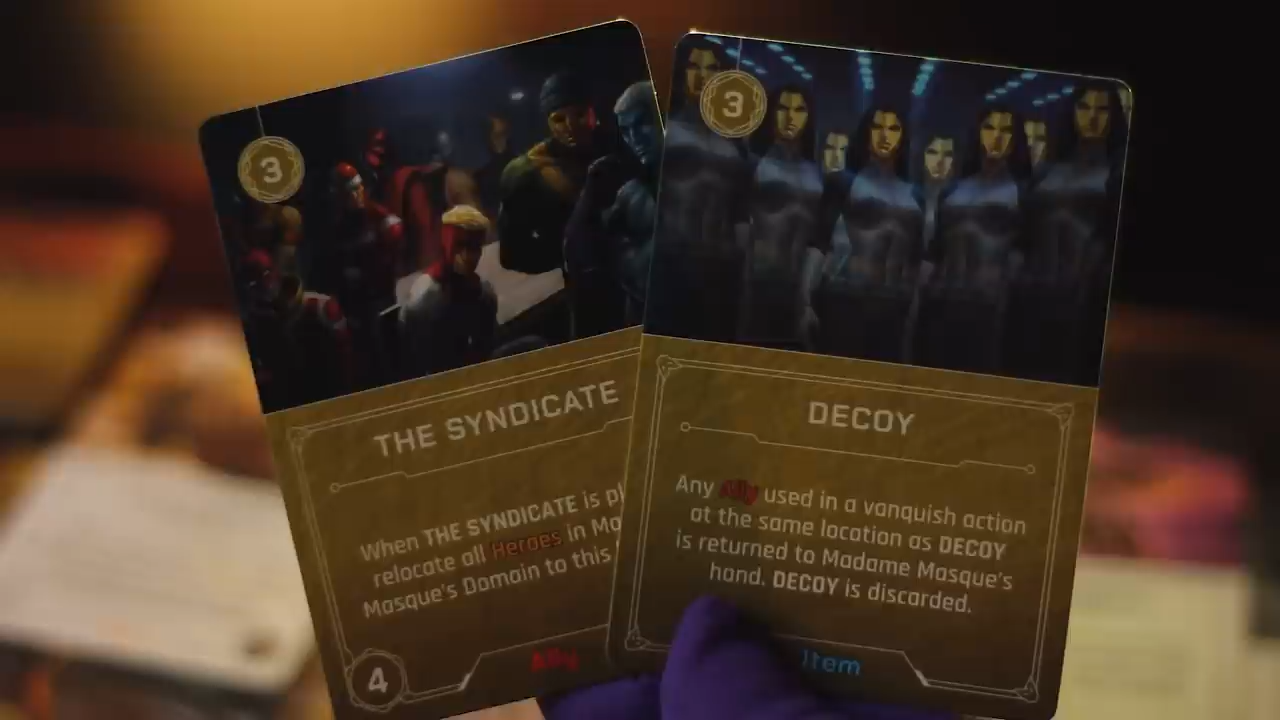 3
THE SYNDICATE
When THE SYNDICATE is pl
relocate all Heroes in Ma
Masque's Domain to this
Ally
4
3
DECOY
Any Ally used in a vanquish action
at the same location as DECOY
is returned to Madame Masque's
hand. DECOY is discarded.
Item